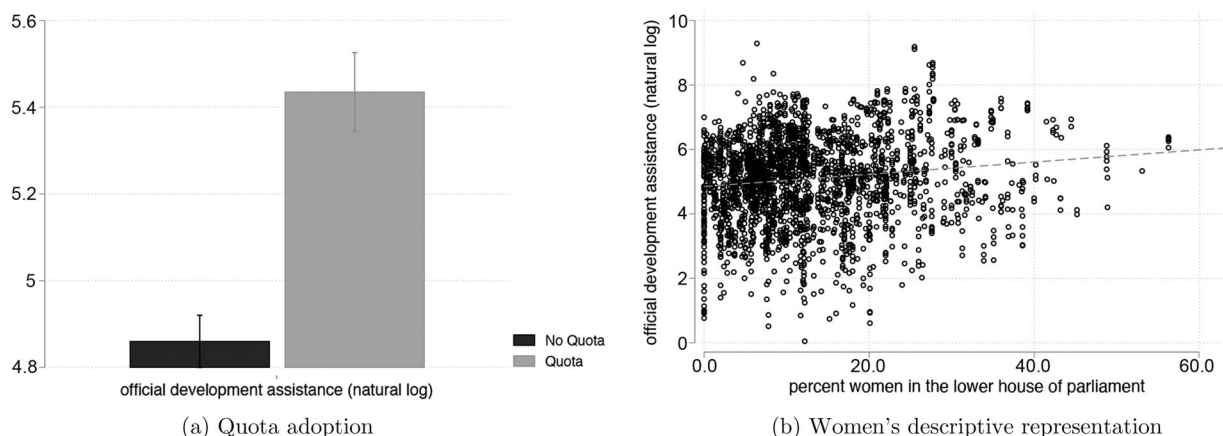 5.6
5.4
5.2
5
4.8
No Quota
Quota
official development assistance (natural log)
(a) Quota adoption
official development assistance (natural log)
10
8
6
4
2
0
0.0 20.0 40.0 60.0
percent women in the lower house of parliament
(b) Women's descriptive representation